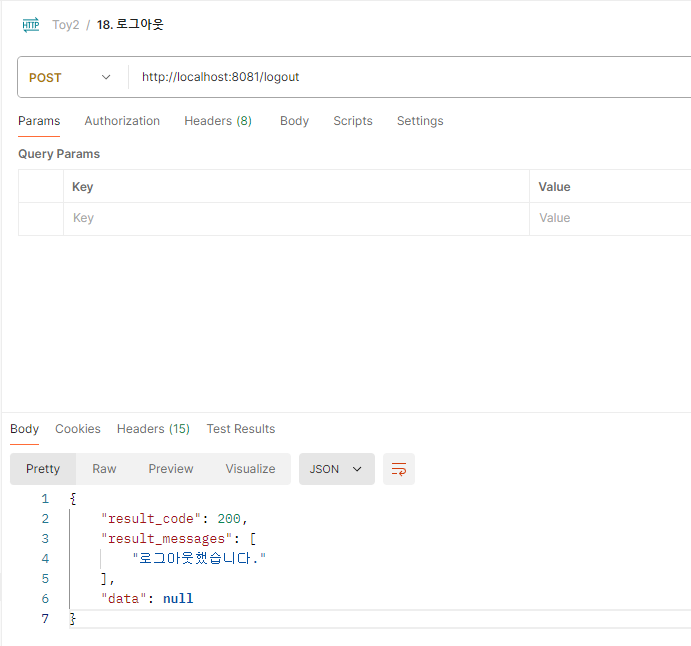 HTTP Toy2 / 18. 로그아웃
POST http://localhost:8081/logout
Params Authorization Headers (8) Body Scripts Settings
Query Params
Key Value
Key Value
Body Cookies Headers (15) Test Results
Pretty Raw Preview Visualize JSON
1 {
2 "result_code": 200,
3 "result_messages": [
4 "로그아웃했습니다."
5 ],
6 "data": null
7 }